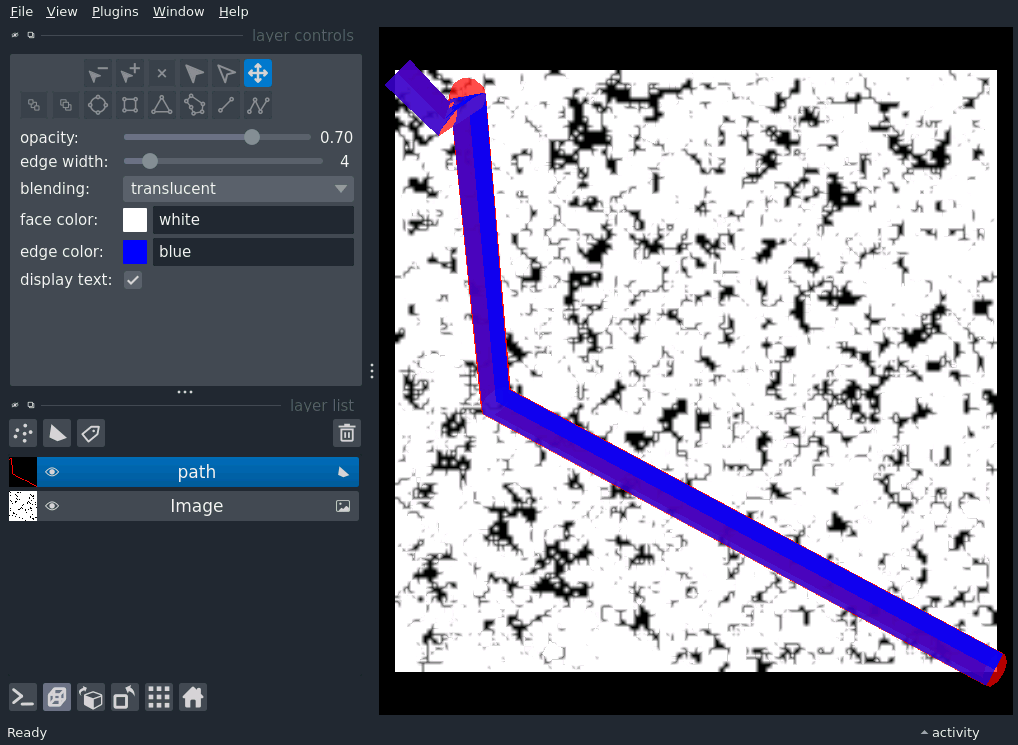 File View Plugins Window Help
layer controls
opacity: 0.70
edge width: 4
blending: translucent
face color: white
edge color: blue
display text:
layer list
path
Image
Ready activity